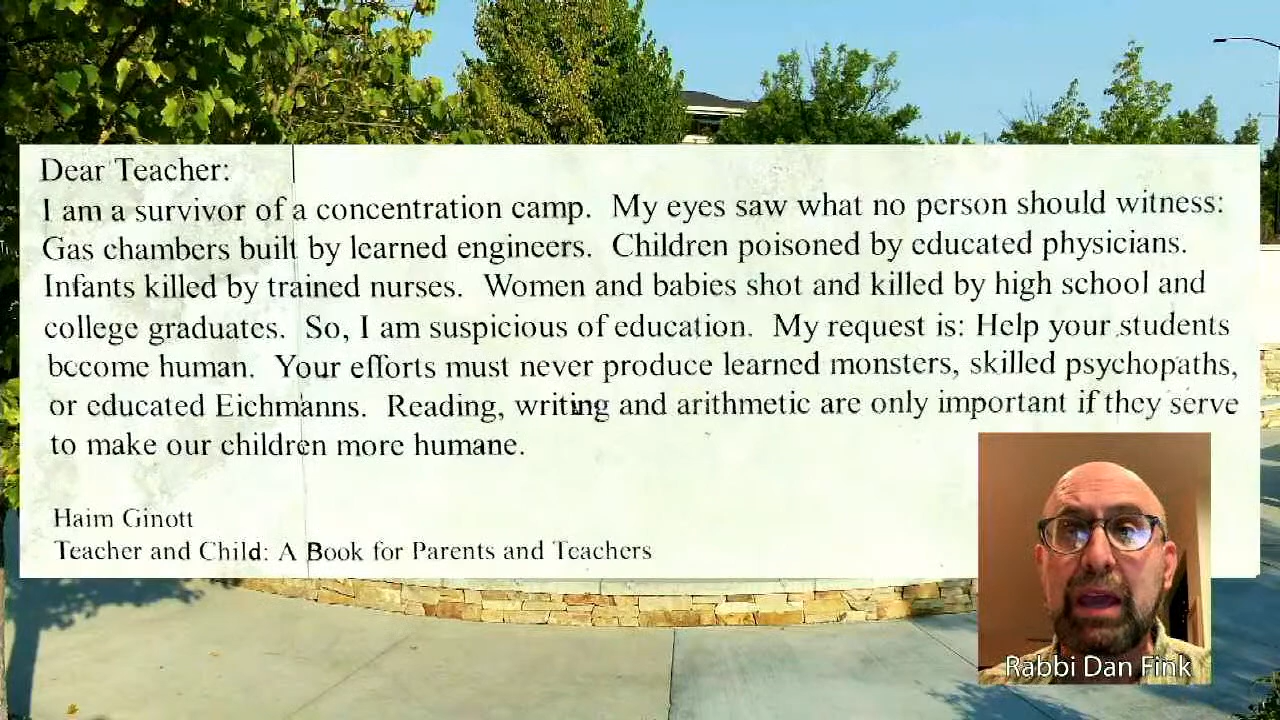 Dear Teacher:
I am a survivor of a concentration camp. My eyes saw what no person should witness:
Gas chambers built by learned engineers. Children poisoned by educated physicians.
Infants killed by trained nurses. Women and babies shot and killed by high school and
college graduates. So, I am suspicious of education. My request is: Help your students
become human. Your efforts must never produce learned monsters, skilled psychopaths,
or educated Eichmanns. Reading, writing and arithmetic are only important if they serve
to make our children more humane.
Haim Ginott
Teacher and Child: A Book for Parents and Teachers
Rabbi Dan Fink